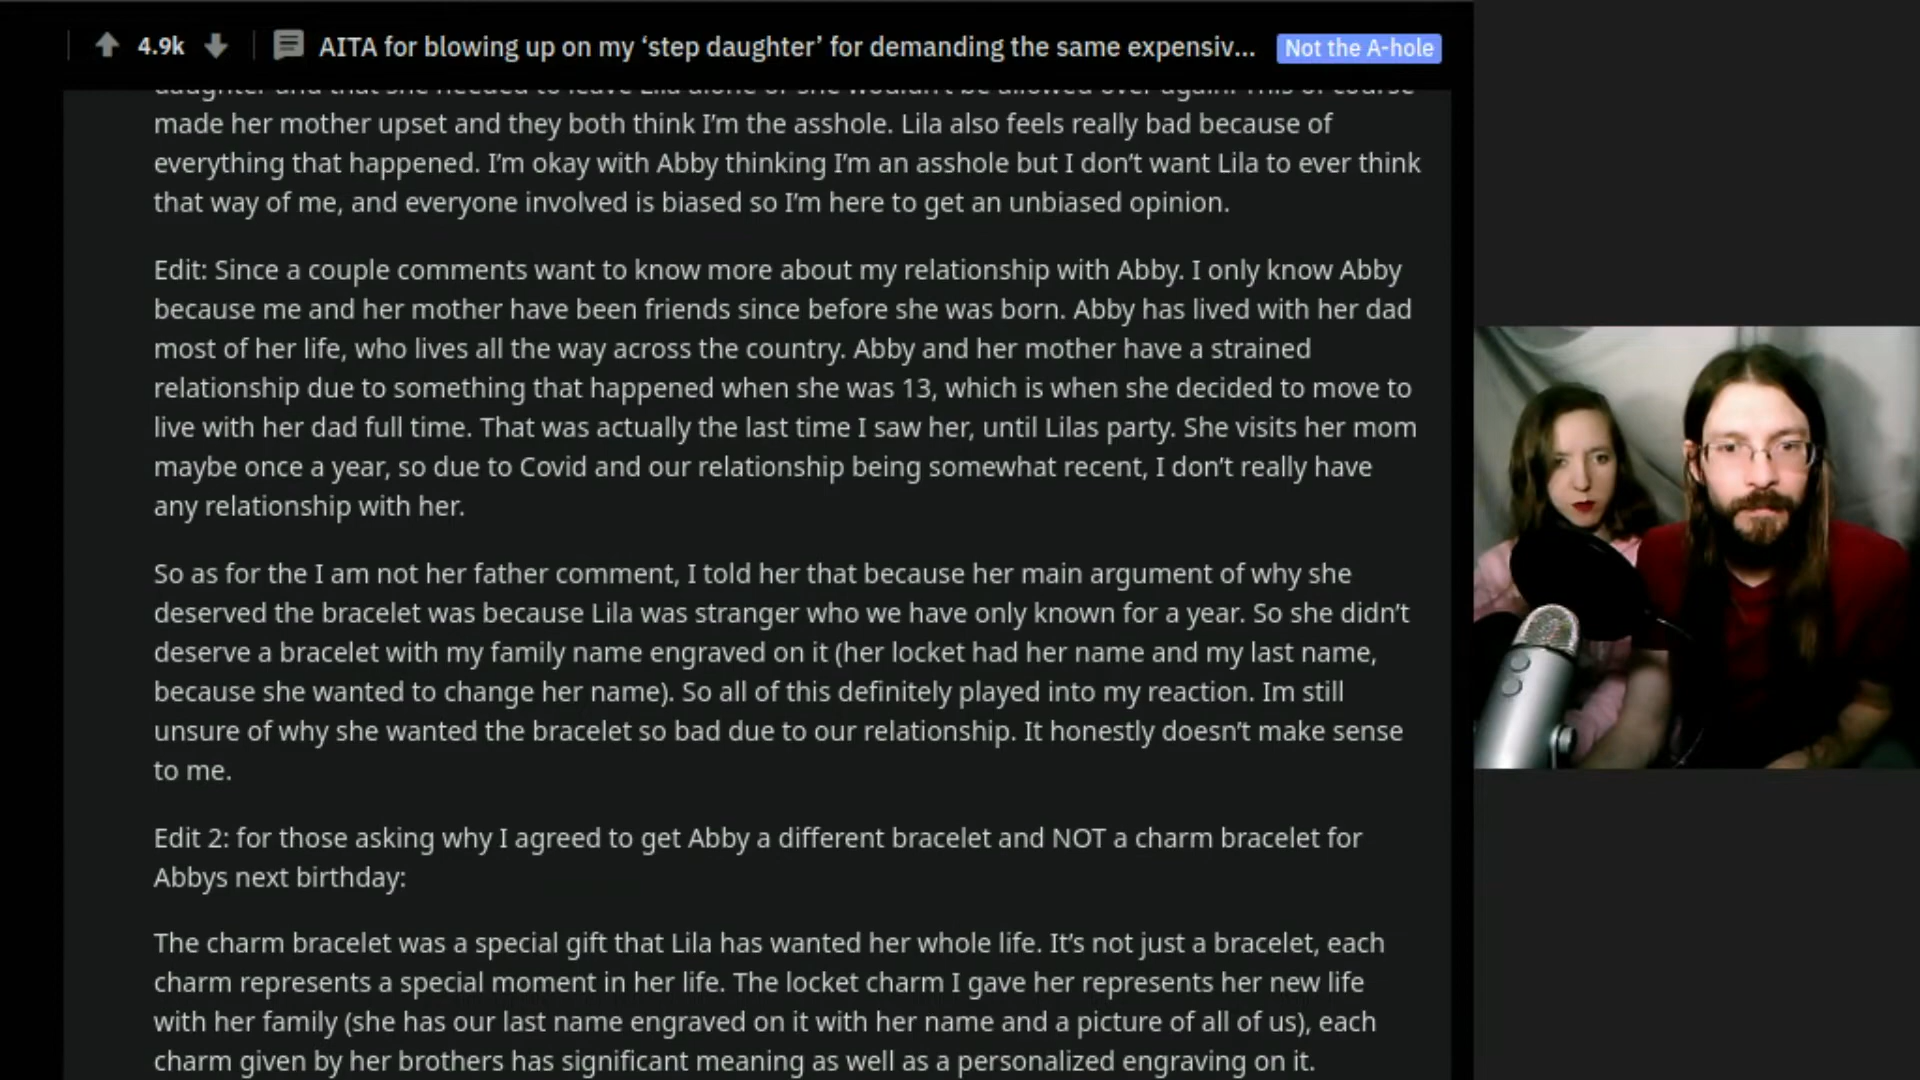 4.9k AITA for blowing up on my ‘step daughter’ for demanding the same expensiv... Not the A-hole
daughter and that she needed to leave Lila alone or she wouldn't be allowed over again. This of course
made her mother upset and they both think I’m the asshole. Lila also feels really bad because of
everything that happened. I’m okay with Abby thinking I’m an asshole but I don’t want Lila to ever think
that way of me, and everyone involved is biased so I’m here to get an unbiased opinion.
Edit: Since a couple comments want to know more about my relationship with Abby. I only know Abby
because me and her mother have been friends since before she was born. Abby has lived with her dad
most of her life, who lives all the way across the country. Abby and her mother have a strained
relationship due to something that happened when she was 13, which is when she decided to move to
live with her dad full time. That was actually the last time I saw her, until Lilas party. She visits her mom
maybe once a year, so due to Covid and our relationship being somewhat recent, I don’t really have
any relationship with her.
So as for the I am not her father comment, I told her that because her main argument of why she
deserved the bracelet was because Lila was stranger who we have only known for a year. So she didn’t
deserve a bracelet with my family name engraved on it (her locket had her name and my last name,
because she wanted to change her name). So all of this definitely played into my reaction. Im still
unsure of why she wanted the bracelet so bad due to our relationship. It honestly doesn’t make sense
to me.
Edit 2: for those asking why I agreed to get Abby a different bracelet and NOT a charm bracelet for
Abbys next birthday:
The charm bracelet was a special gift that Lila has wanted her whole life. It’s not just a bracelet, each
charm represents a special moment in her life. The locket charm I gave her represents her new life
with her family (she has our last name engraved on it with her name and a picture of all of us), each
charm given by her brothers has significant meaning as well as a personalized engraving on it.